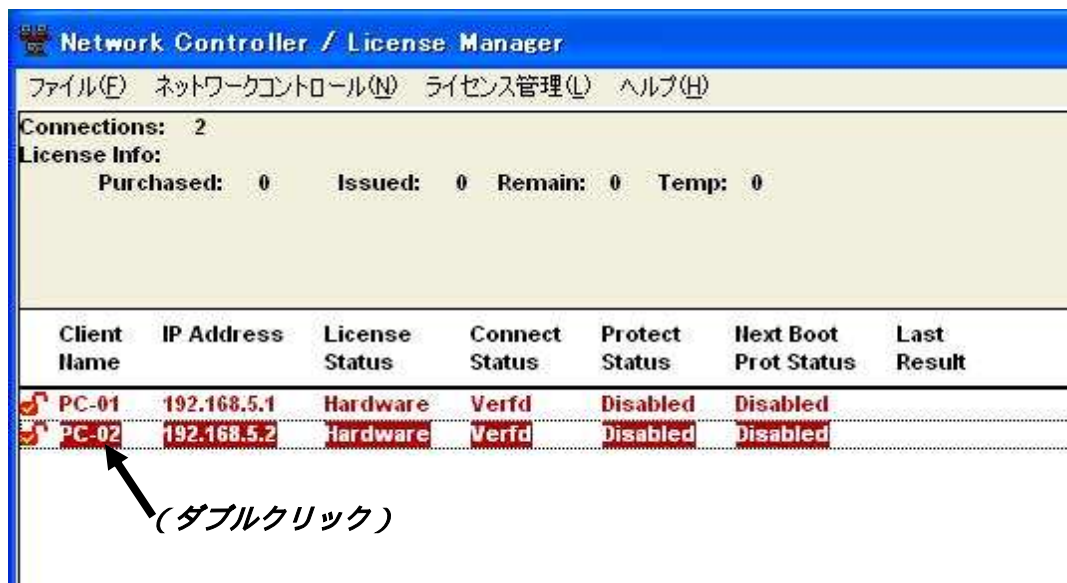 Network Controller / License Manager
ファイル(F) ネットワークコントロール(N) ライセンス管理(L) ヘルプ(H)
Connections: 2
License Info:
Purchased: 0 Issued: 0 Remain: 0 Temp: 0
Client Name IP Address License Status Connect Status Protect Status Next Boot Prot Status Last Result
PC-01 192.168.5.1 Hardware Verfd Disabled Disabled
PC-02 192.168.5.2 Hardware Verfd Disabled Disabled
(ダブルクリック)